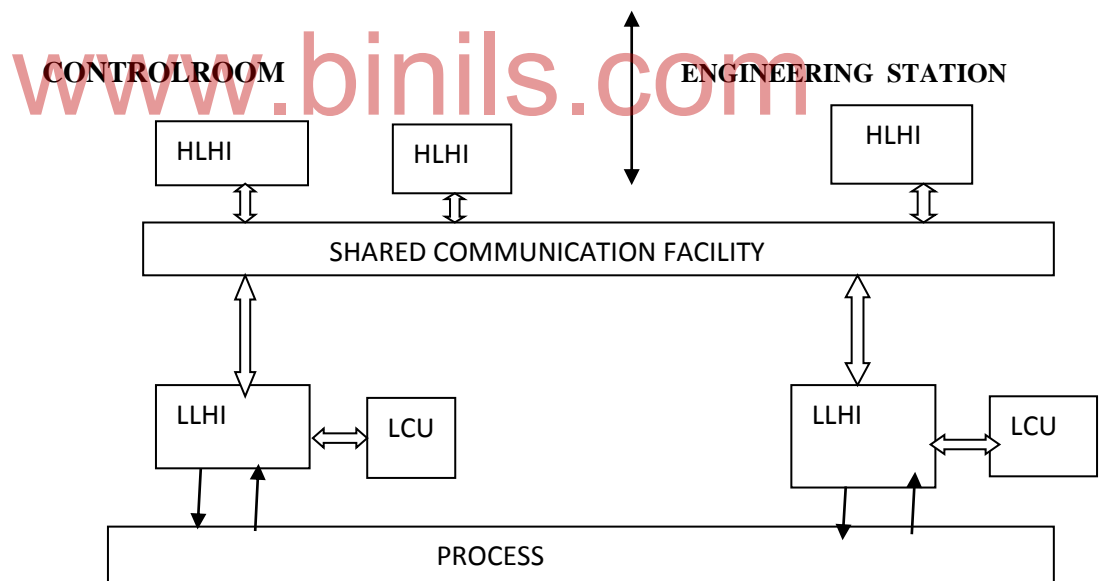 www.binils.com
CONTROLROOM
ENGINEERING STATION
HLHI
HLHI
HLHI
SHARED COMMUNICATION FACILITY
LLHI
LCU
LLHI
LCU
PROCESS